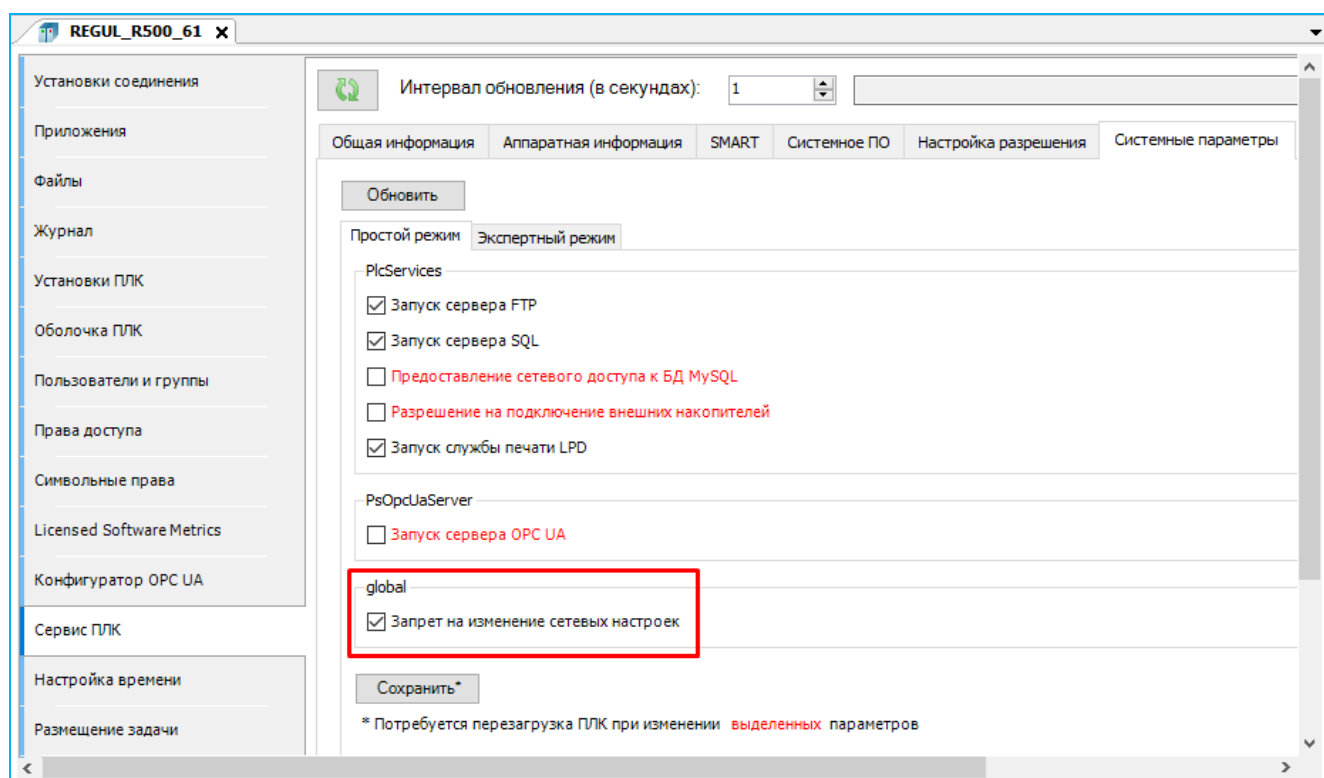 REGUL_R500_61 X
Установки соединения
Приложения
Файлы
Журнал
Установки ПЛК
Оболочка ПЛК
Пользователи и группы
Права доступа
Символьные права
Licensed Software Metrics
Конфигуратор OPC UA
Сервис ПЛК
Настройка времени
Размещение задачи
Интервал обновления (в секундах): 1
Общая информация Аппаратная информация SMART Системное ПО Настройка разрешения Системные параметры
Обновить
Простой режим Экспертный режим
PlcServices
Запуск сервера FTP
Запуск сервера SQL
Предоставление сетевого доступа к БД MySQL
Разрешение на подключение внешних накопителей
Запуск службы печати LPD
PsOpcUaServer
Запуск сервера OPC UA
global
Запрет на изменение сетевых настроек
Сохранить*
* Потребуется перезагрузка ПЛК при изменении выделенных параметров